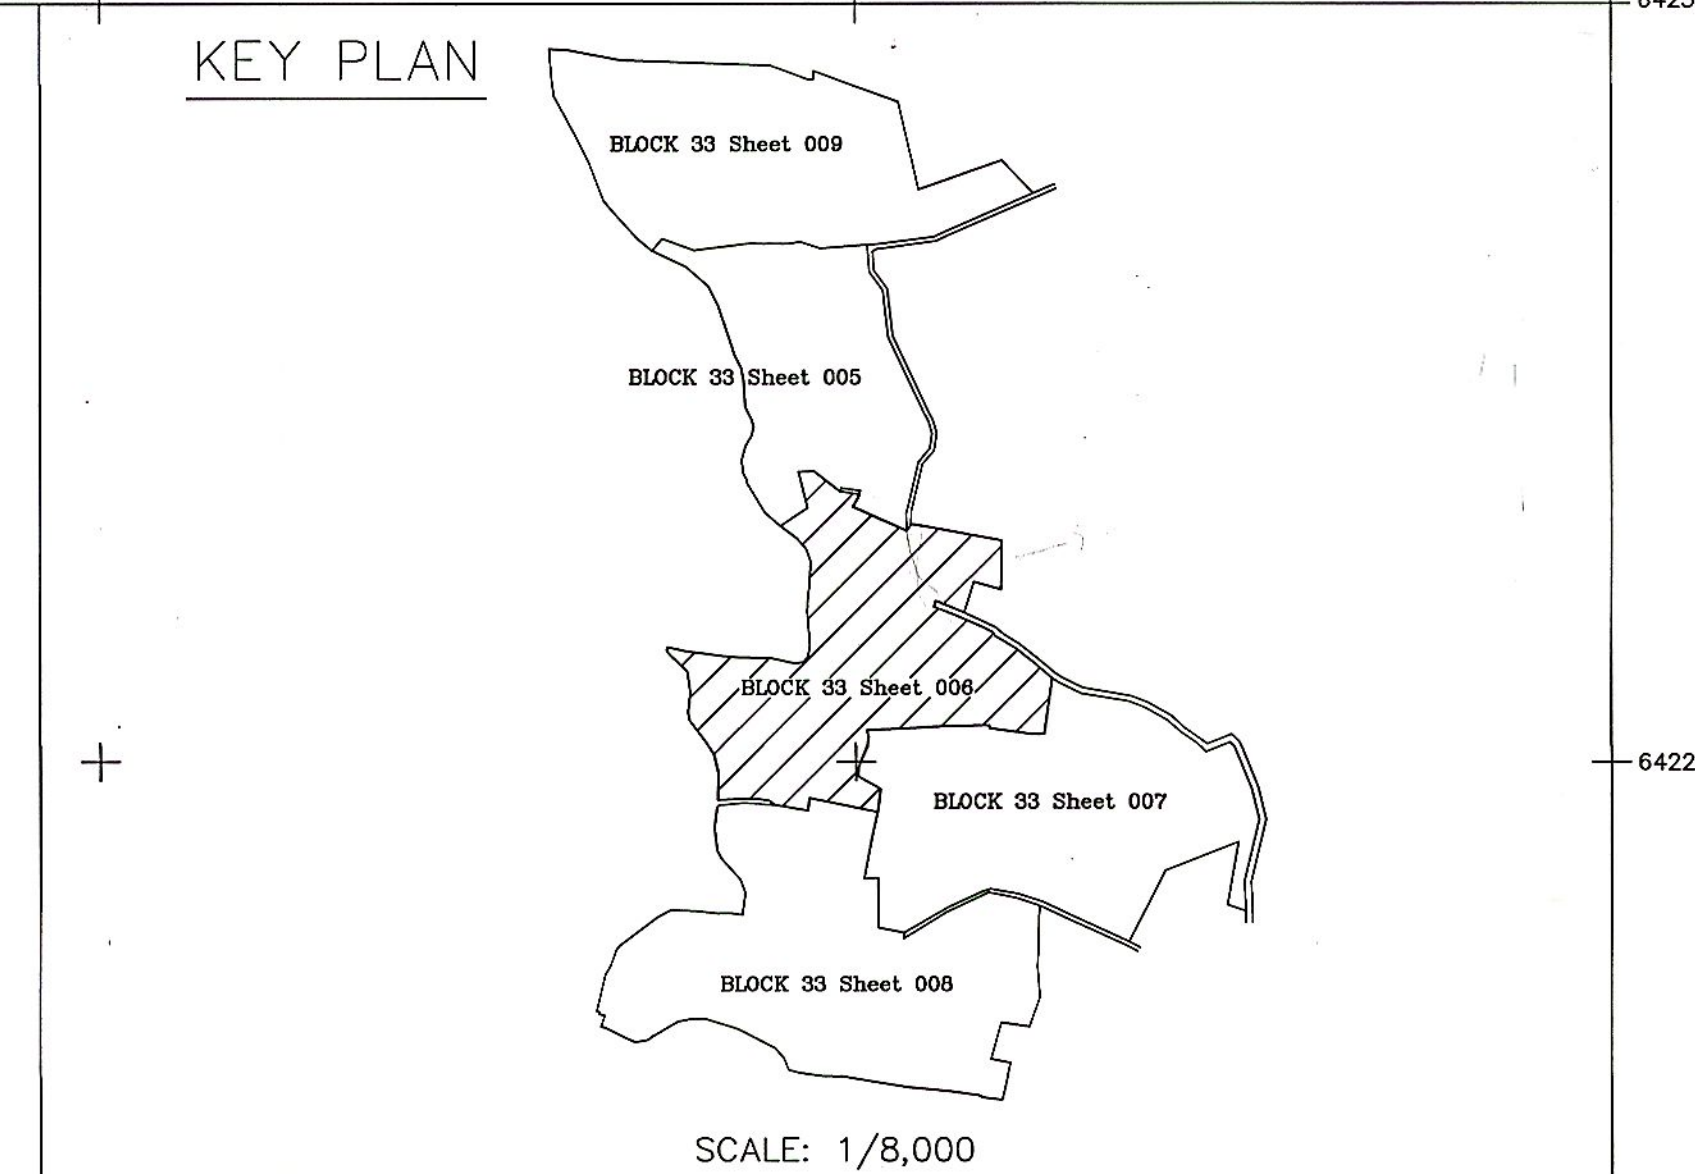 KEY PLAN
BLOCK 33 Sheet 009
BLOCK 33 Sheet 005
BLOCK 33 Sheet 006
6422
BLOCK 33 Sheet 007
BLOCK 33 Sheet 008
SCALE: 1/8,000